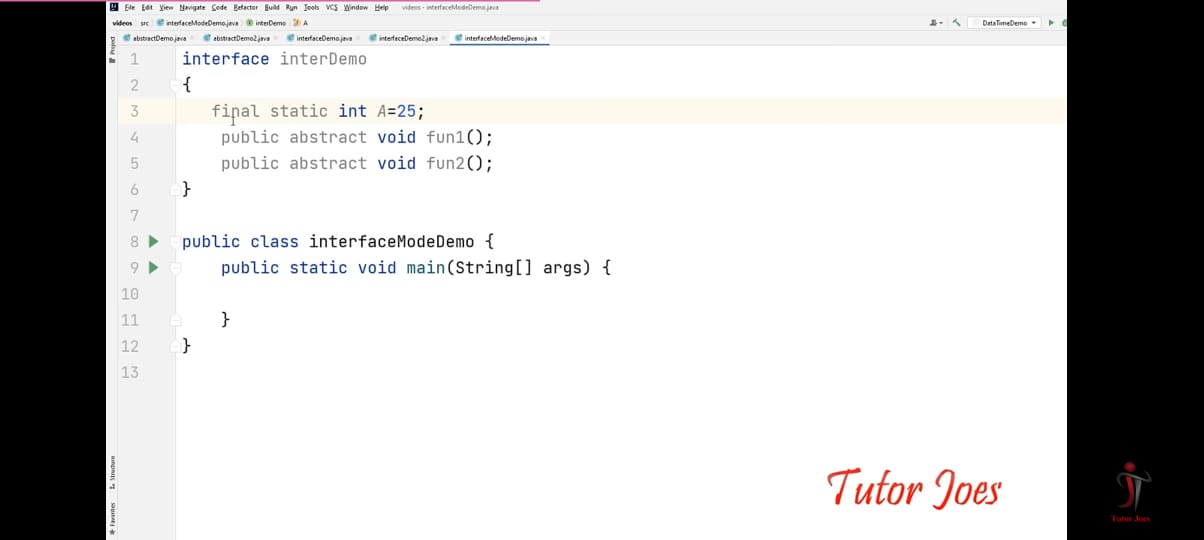 File Edit View Navigate Code Refactor Build Run Tools VCS Window Help videos - interfaceModeDemo.java
videos src interfaceModeDemo.java interDemo A DataTimeDemo
abstractDemo.java abstractDemo2.java interfaceDemo.java interfaceDemo2.java interfaceModeDemo.java
Project
1 interface interDemo
2 {
3 final static int A=25;
4 public abstract void fun1();
5 public abstract void fun2();
6 }
7
8 public class interfaceModeDemo {
9 public static void main(String[] args) {
10
11 }
12 }
13
Structure
Favorites
Tutor Joes
Tutor Joes